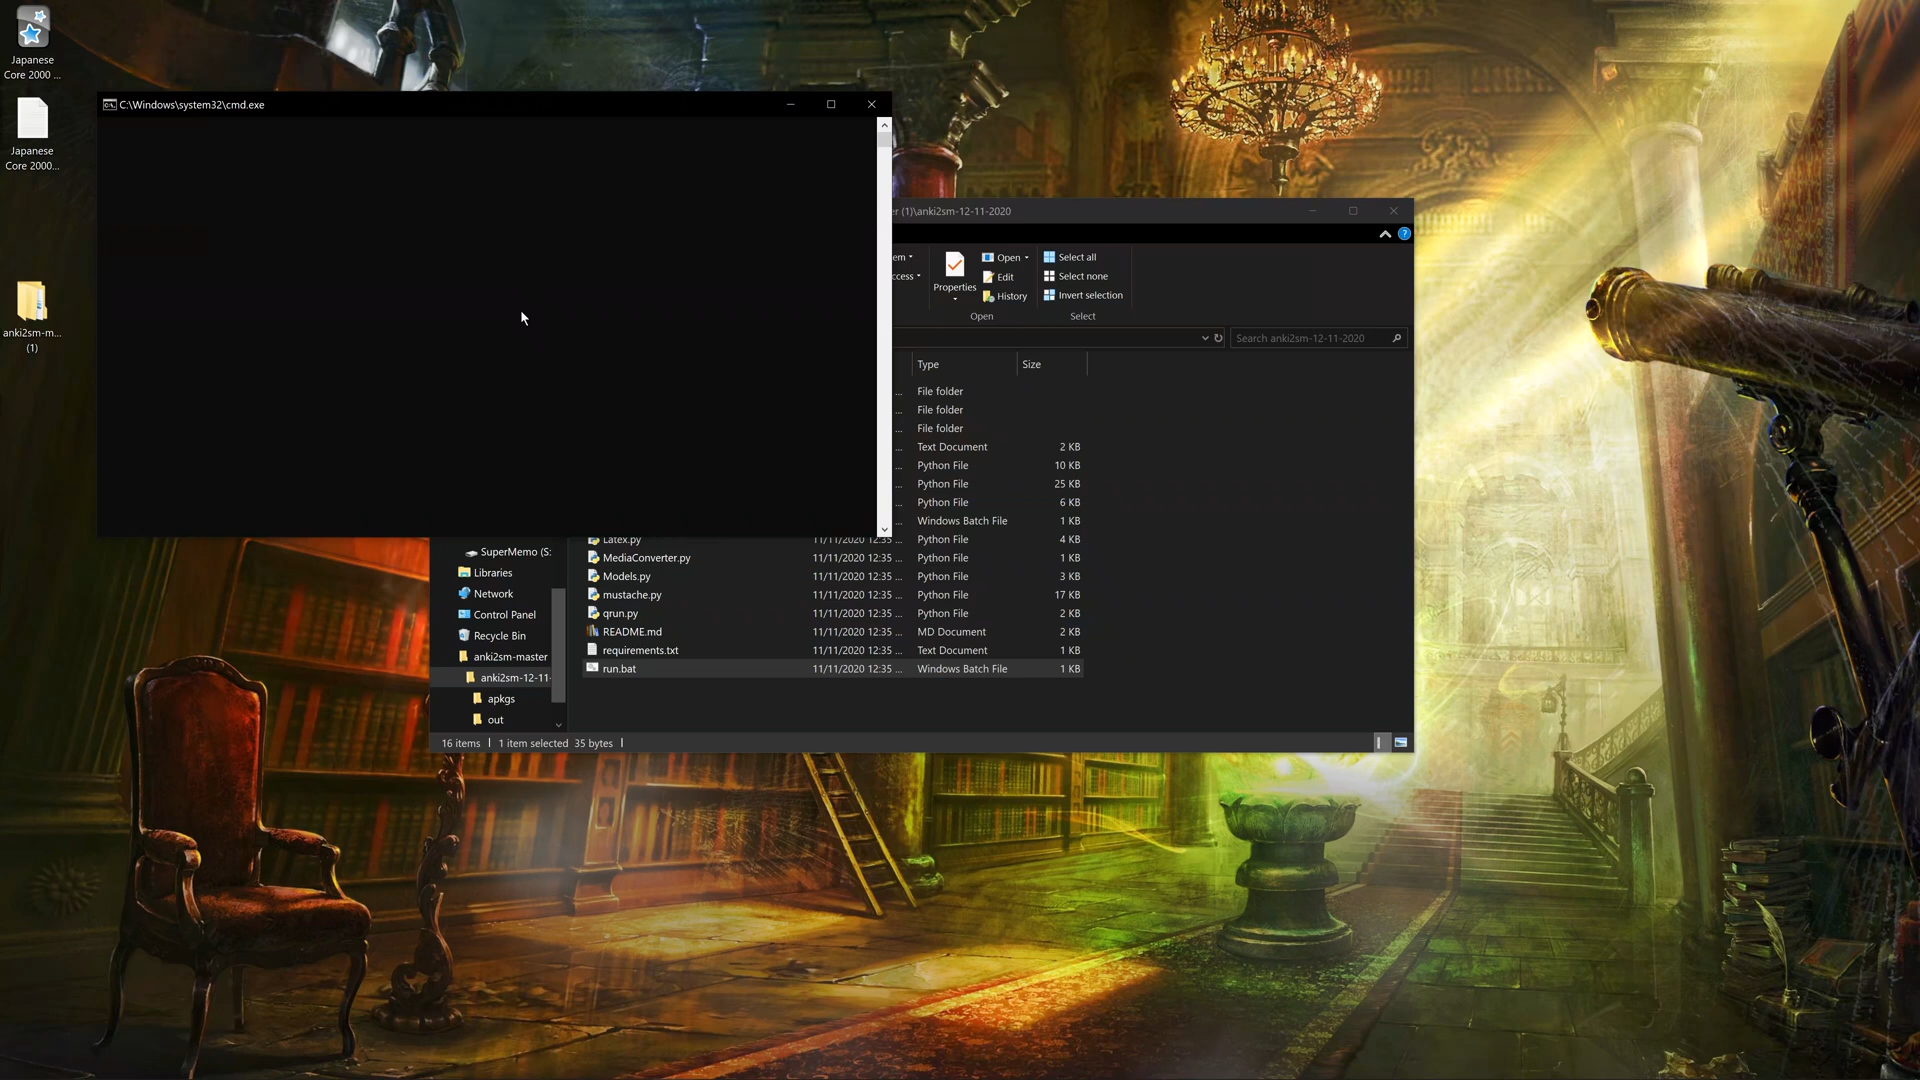 Japanese
Core 2000 ...
Japanese
Core 2000...
anki2sm-m...
(1)
C:\Windows\system32\cmd.exe
er (1)\anki2sm-12-11-2020
em
ccess
Properties
Open
Edit
History
Open
Select all
Select none
Invert selection
Select
Search anki2sm-12-11-2020
Type Size
... File folder
... File folder
... File folder
... Text Document 2 KB
... Python File 10 KB
... Python File 25 KB
... Python File 6 KB
... Windows Batch File 1 KB
Latex.py 11/11/2020 12:35 ... Python File 4 KB
MediaConverter.py 11/11/2020 12:35 ... Python File 1 KB
Models.py 11/11/2020 12:35 ... Python File 3 KB
mustache.py 11/11/2020 12:35 ... Python File 17 KB
qrun.py 11/11/2020 12:35 ... Python File 2 KB
README.md 11/11/2020 12:35 ... MD Document 2 KB
requirements.txt 11/11/2020 12:35 ... Text Document 1 KB
run.bat 11/11/2020 12:35 ... Windows Batch File 1 KB
SuperMemo (S:
Libraries
Network
Control Panel
Recycle Bin
anki2sm-master
anki2sm-12-11-
apkgs
out
16 items 1 item selected 35 bytes